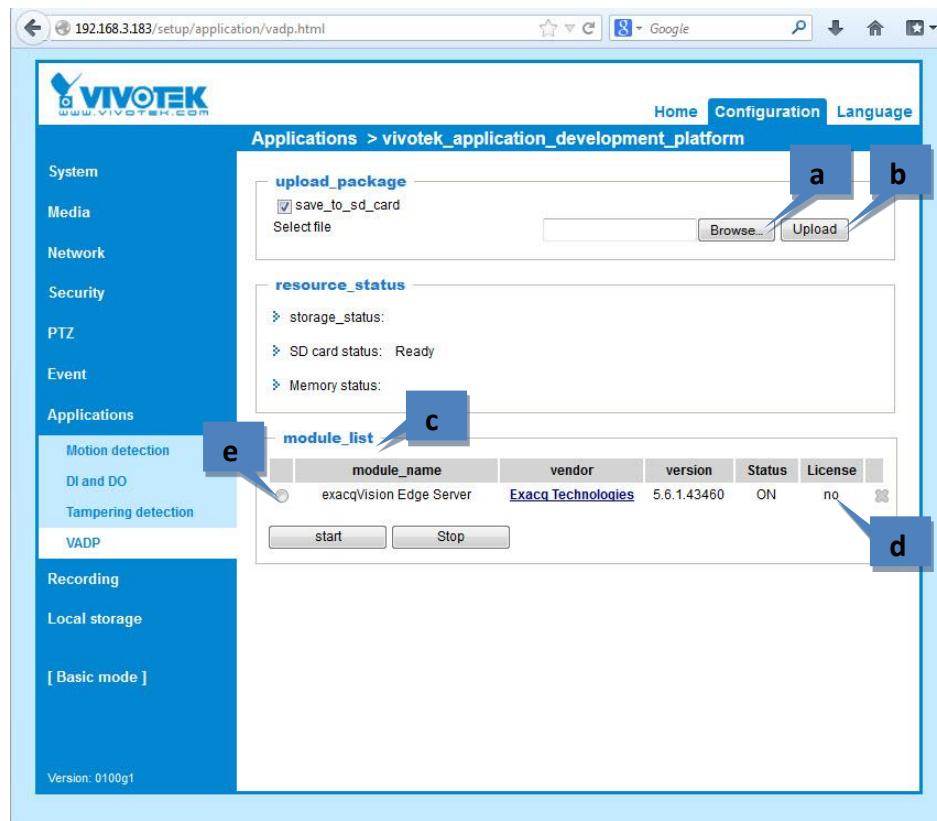 192.168.3.183/setup/application/vadp.html
Google
VIVOTEK
www.vivotek.com
Home Configuration Language
Applications > vivotek_application_development_platform
System
Media
Network
Security
PTZ
Event
Applications
Motion detection
DI and DO
Tampering detection
VADP
Recording
Local storage
[ Basic mode ]
Version: 0100g1
upload_package
a
b
save_to_sd_card
Select file Browse... Upload
resource_status
storage_status:
SD card status: Ready
Memory status:
c
module_list
e
module_name vendor version Status License
exacqVision Edge Server Exacq Technologies 5.6.1.43460 ON no
d
start Stop